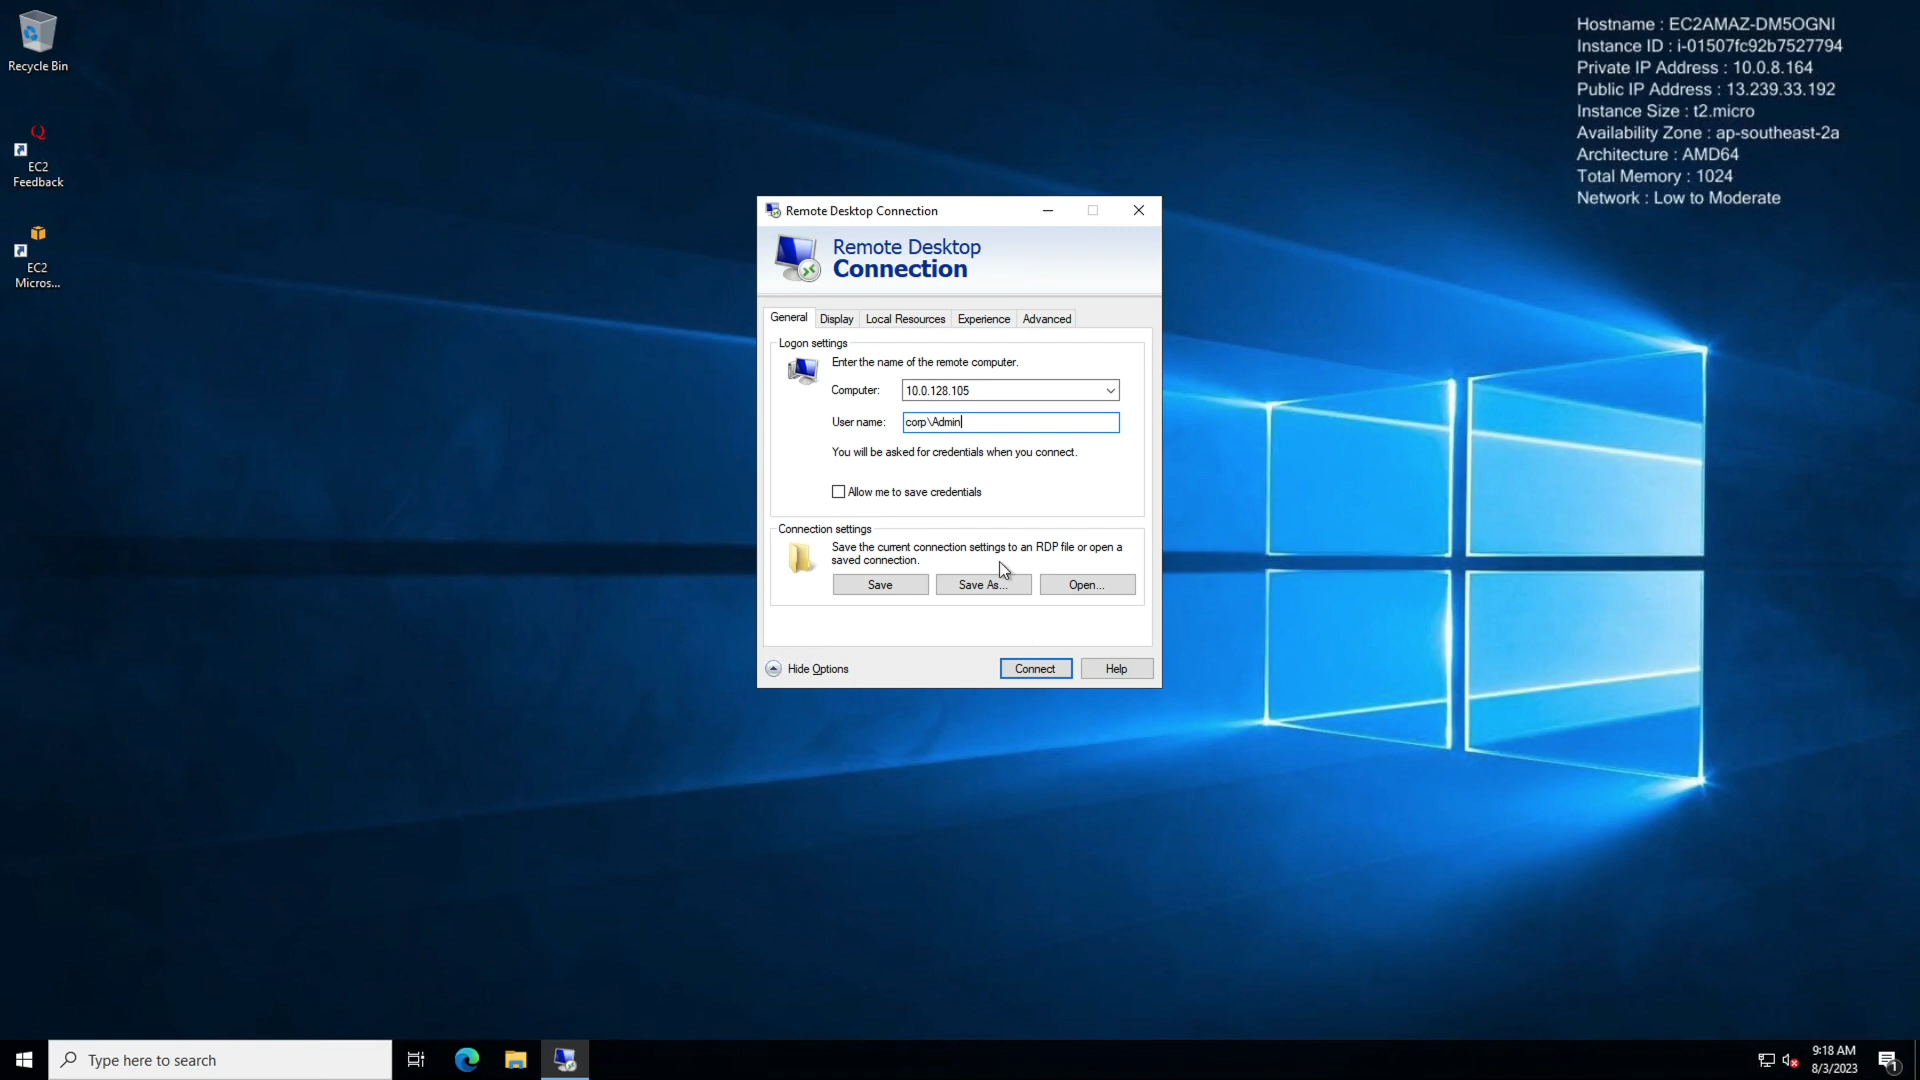 Recycle Bin
EC2
Feedback
EC2
Micros...
Hostname : EC2AMAZ-DM5OGNI
Instance ID : i-01507fc92b7527794
Private IP Address : 10.0.8.164
Public IP Address : 13.239.33.192
Instance Size : t2.micro
Availability Zone : ap-southeast-2a
Architecture : AMD64
Total Memory : 1024
Network : Low to Moderate
Remote Desktop Connection
Remote Desktop
Connection
General Display Local Resources Experience Advanced
Logon settings
Enter the name of the remote computer.
Computer: 10.0.128.105
User name: corp\Admin
You will be asked for credentials when you connect.
Allow me to save credentials
Connection settings
Save the current connection settings to an RDP file or open a
saved connection.
Save Save As... Open...
Hide Options Connect Help
Type here to search
9:18 AM
8/3/2023
1